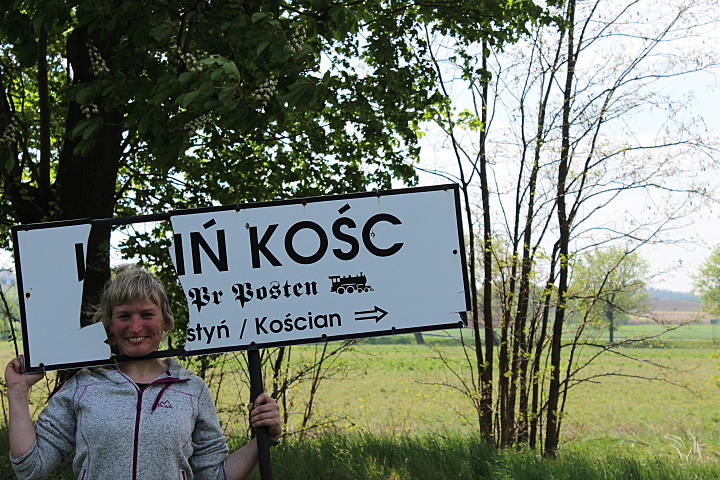 IŃ KOŚC
Pr Posten
styń / Kościan →